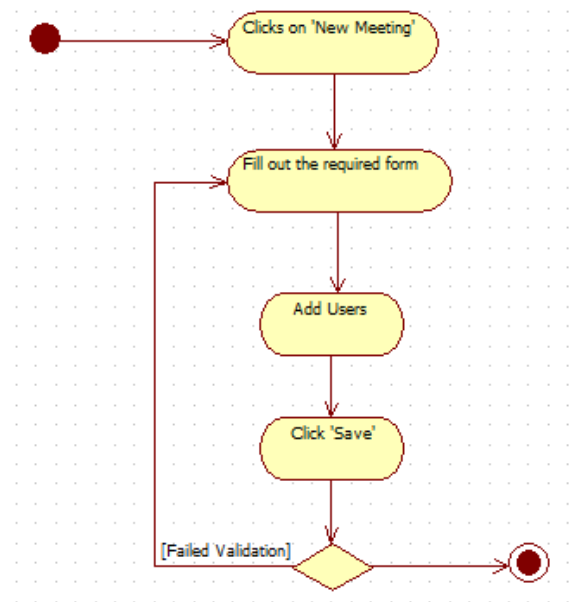 Clicks on 'New Meeting'
Fill out the required form
Add Users
Click 'Save'
[Failed Validation]